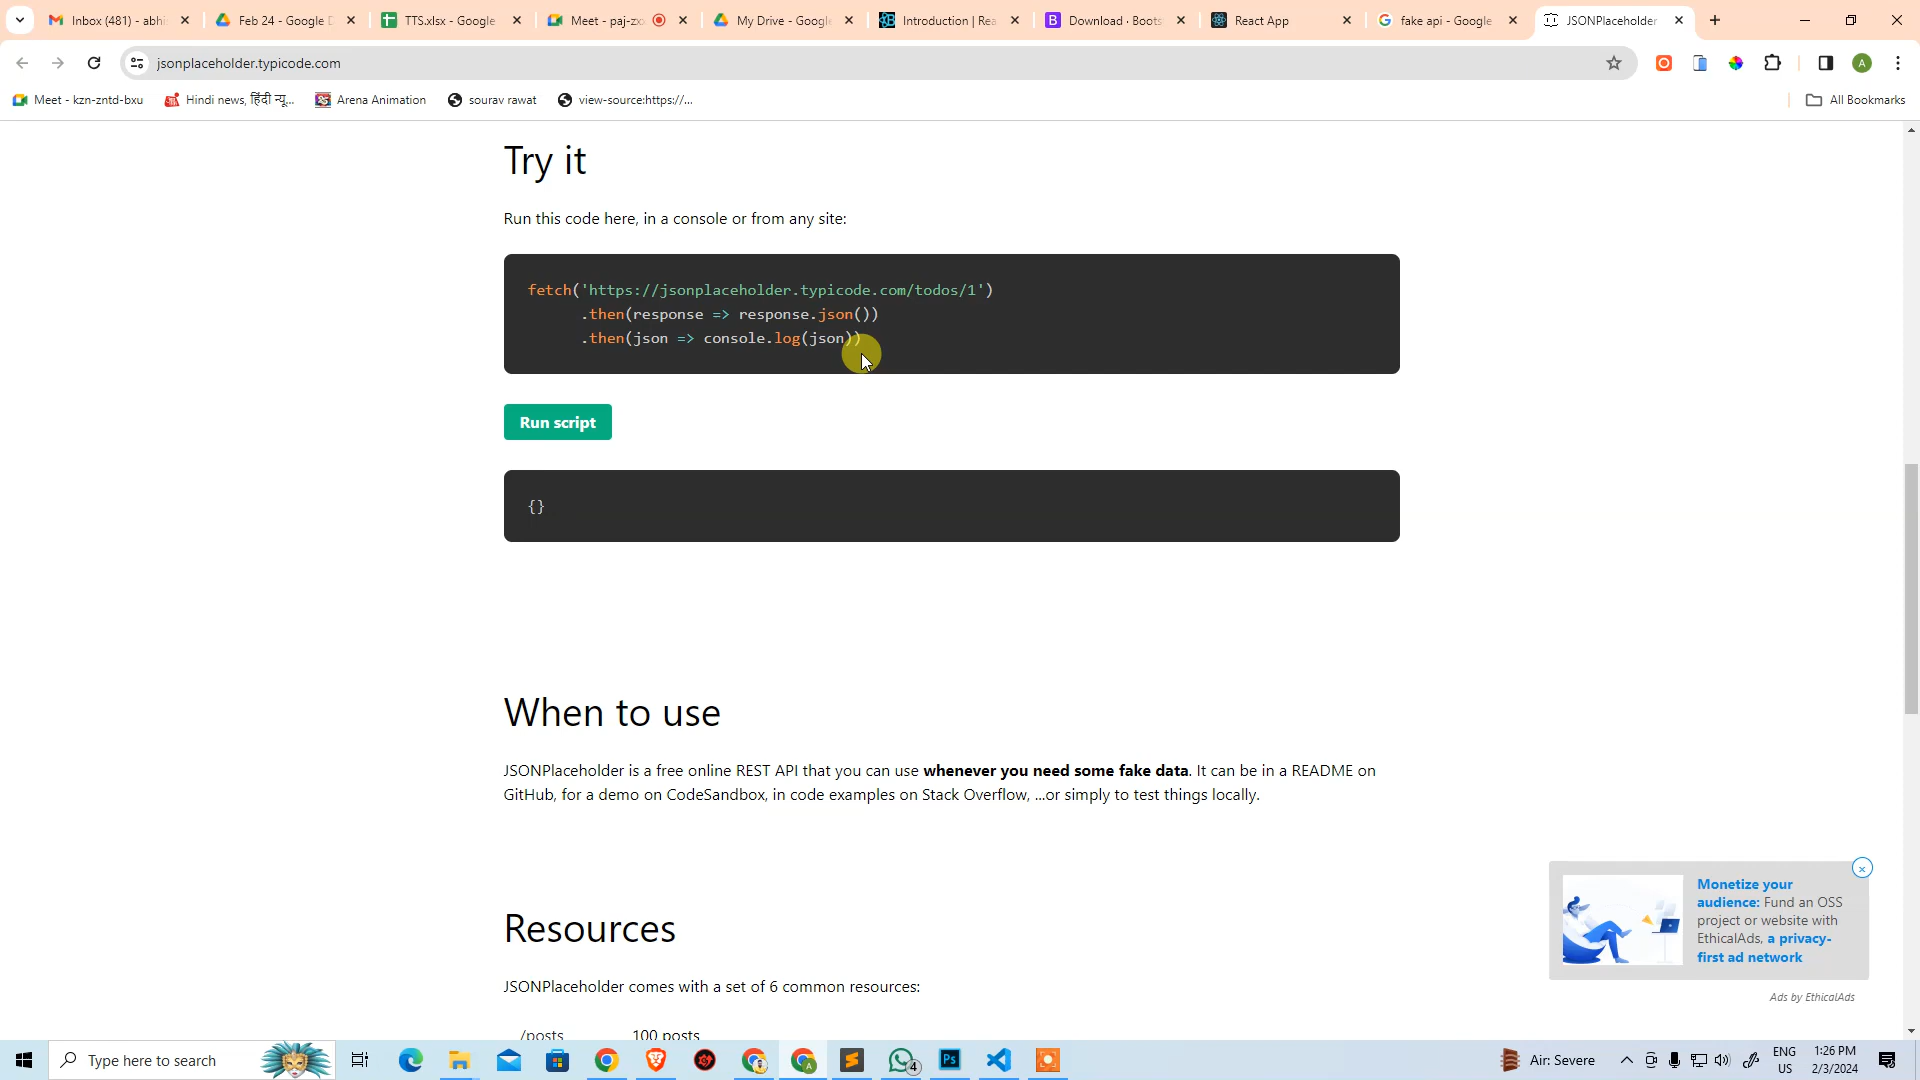 Inbox (481) - abhi
Feb 24 - Google D
TTS.xlsx - Google
Meet - paj-zxo
My Drive - Google
Introduction | Rea
Download · Boots
React App
fake api - Google
JSONPlaceholder
jsonplaceholder.typicode.com
A
Meet - kzn-zntd-bxu
Hindi news, हिंदी न्यू...
Arena Animation
sourav rawat
view-source:https://...
All Bookmarks
Try it
Run this code here, in a console or from any site:
fetch('https://jsonplaceholder.typicode.com/todos/1')
.then(response => response.json())
.then(json => console.log(json))
Run script
{}
When to use
JSONPlaceholder is a free online REST API that you can use whenever you need some fake data. It can be in a README on
GitHub, for a demo on CodeSandbox, in code examples on Stack Overflow, ...or simply to test things locally.
Monetize your
audience: Fund an OSS
project or website with
EthicalAds, a privacy-
first ad network
Ads by EthicalAds
Resources
JSONPlaceholder comes with a set of 6 common resources:
/posts 100 posts
Type here to search
4
Ps
Air: Severe
ENG
US
1:26 PM
2/3/2024